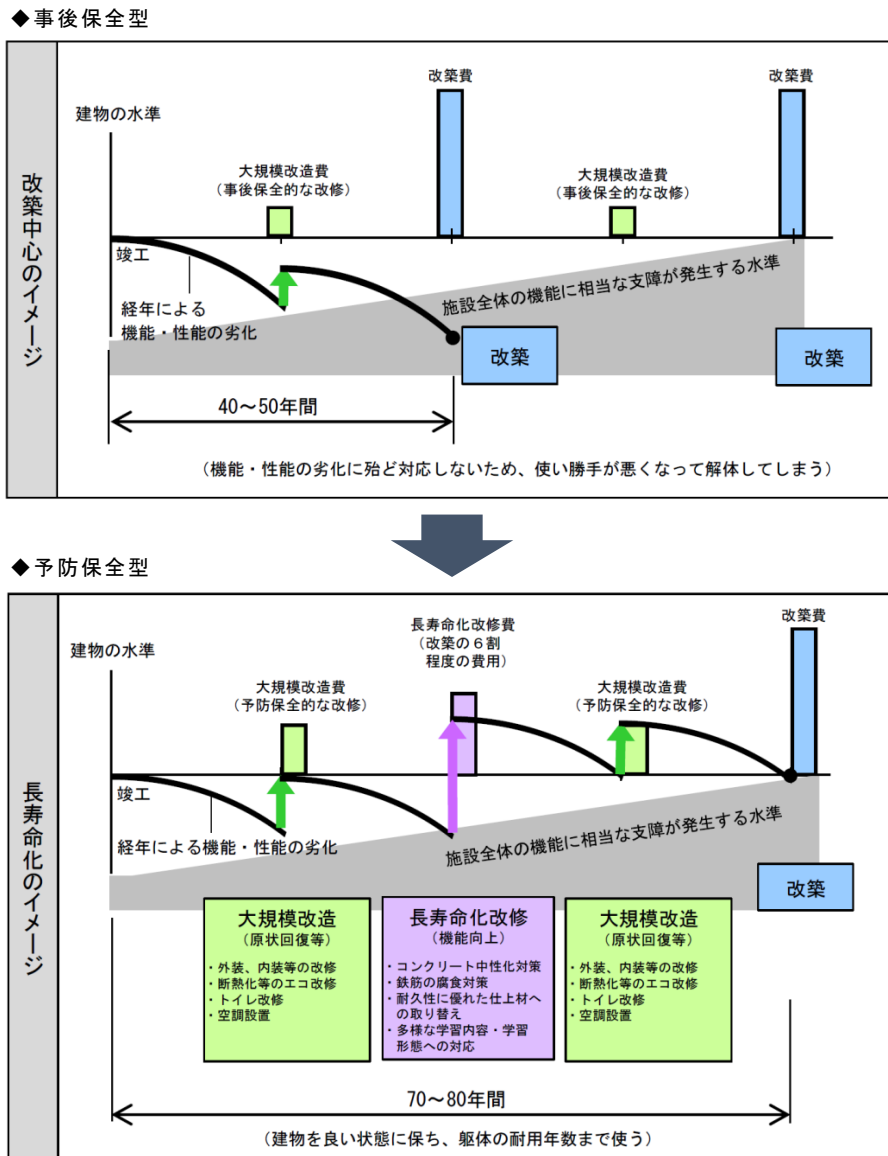 ◆事後保全型
改築中心のイメージ
建物の水準
改築費
改築費
大規模改造費
（事後保全的な改修）
大規模改造費
（事後保全的な改修）
竣工
経年による
機能・性能の劣化
施設全体の機能に相当な支障が発生する水準
改築
改築
40～50年間
（機能・性能の劣化に殆ど対応しないため、使い勝手が悪くなって解体してしまう）
◆予防保全型
長寿命化のイメージ
建物の水準
改築費
長寿命化改修費
（改築の６割
程度の費用）
大規模改造費
（予防保全的な改修）
大規模改造費
（予防保全的な改修）
竣工
経年による機能・性能の劣化
施設全体の機能に相当な支障が発生する水準
改築
大規模改造
（原状回復等）
・外装、内装等の改修
・断熱化等のエコ改修
・トイレ改修
・空調設置
長寿命化改修
（機能向上）
・コンクリート中性化対策
・鉄筋の腐食対策
・耐久性に優れた仕上材へ
の取り替え
・多様な学習内容・学習
形態への対応
大規模改造
（原状回復等）
・外装、内装等の改修
・断熱化等のエコ改修
・トイレ改修
・空調設置
70～80年間
（建物を良い状態に保ち、躯体の耐用年数まで使う）